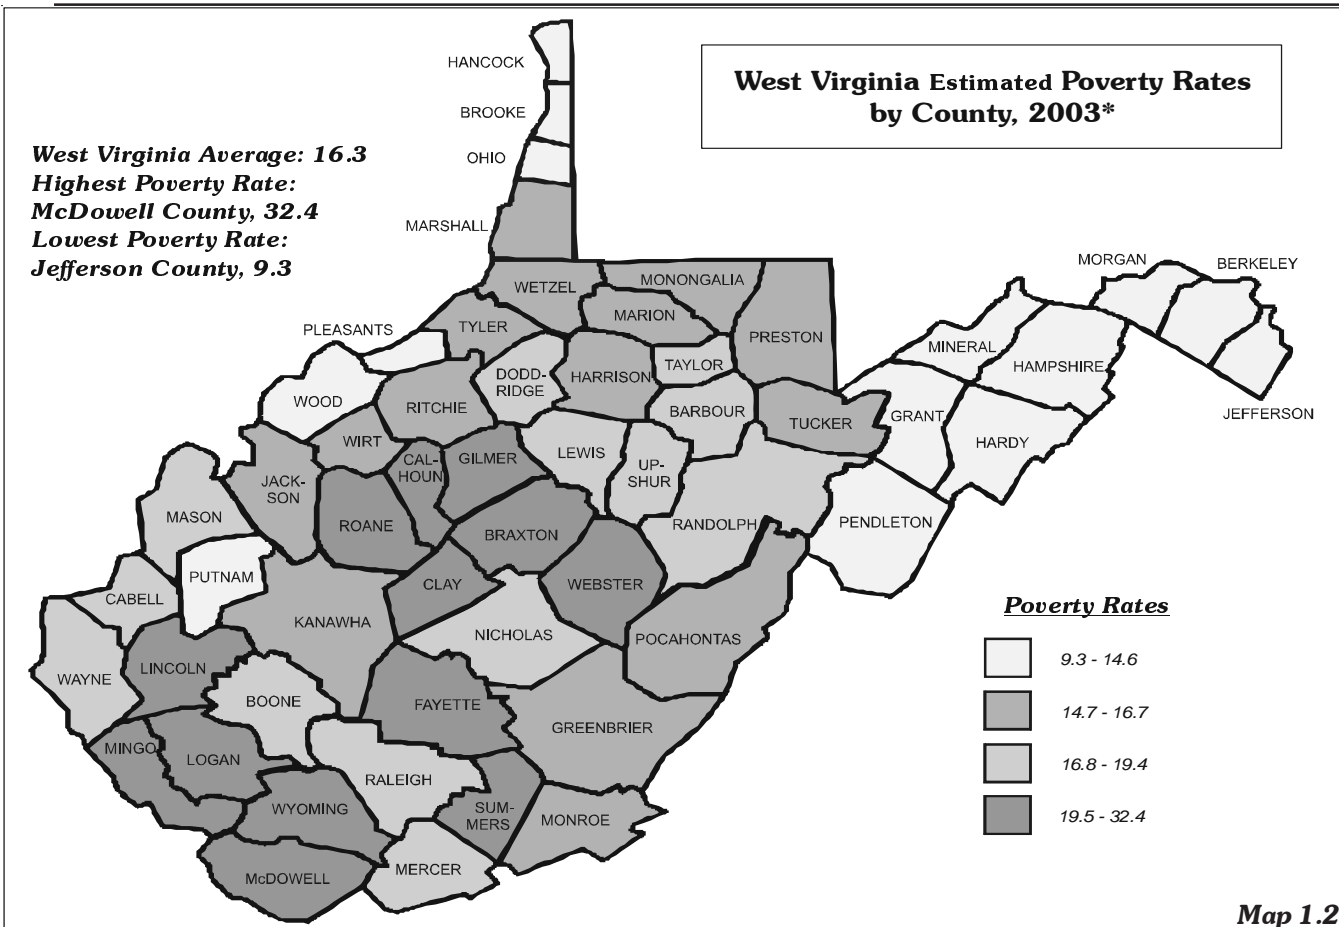 West Virginia Estimated Poverty Rates
by County, 2003*
West Virginia Average: 16.3
Highest Poverty Rate:
McDowell County, 32.4
Lowest Poverty Rate:
Jefferson County, 9.3
HANCOCK
BROOKE
OHIO
MARSHALL
WETZEL
MONONGALIA
MARION
PRESTON
TYLER
PLEASANTS
WOOD
RITCHIE
DODD-
RIDGE
HARRISON
TAYLOR
BARBOUR
TUCKER
MINERAL
HAMPSHIRE
MORGAN
BERKELEY
JEFFERSON
GRANT
HARDY
PENDLETON
WIRT
CAL-
HOUN
GILMER
LEWIS
UP-
SHUR
RANDOLPH
JACK-
SON
ROANE
BRAXTON
WEBSTER
MASON
PUTNAM
CABELL
KANAWHA
CLAY
NICHOLAS
POCAHONTAS
WAYNE
LINCOLN
BOONE
FAYETTE
GREENBRIER
MINGO
LOGAN
RALEIGH
WYOMING
SUM-
MERS
MONROE
MERCER
McDOWELL
Poverty Rates
9.3 - 14.6
14.7 - 16.7
16.8 - 19.4
19.5 - 32.4
Map 1.2